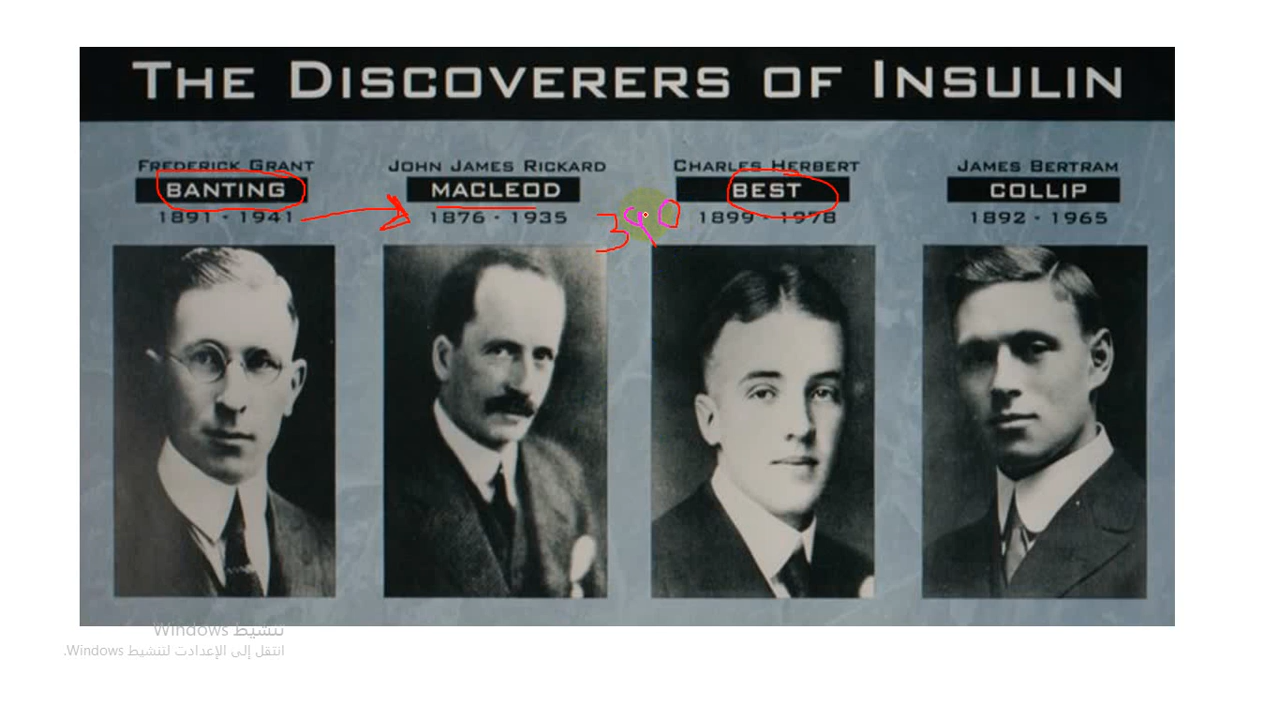 THE DISCOVERERS OF INSULIN
FREDERICK GRANT
BANTING
1891 - 1941
JOHN JAMES RICKARD
MACLEOD
1876 - 1935
CHARLES HERBERT
BEST
1899 - 1978
JAMES BERTRAM
COLLIP
1892 - 1965
تنشيط Windows
انتقل إلى الإعدادت لتنشيط Windows.